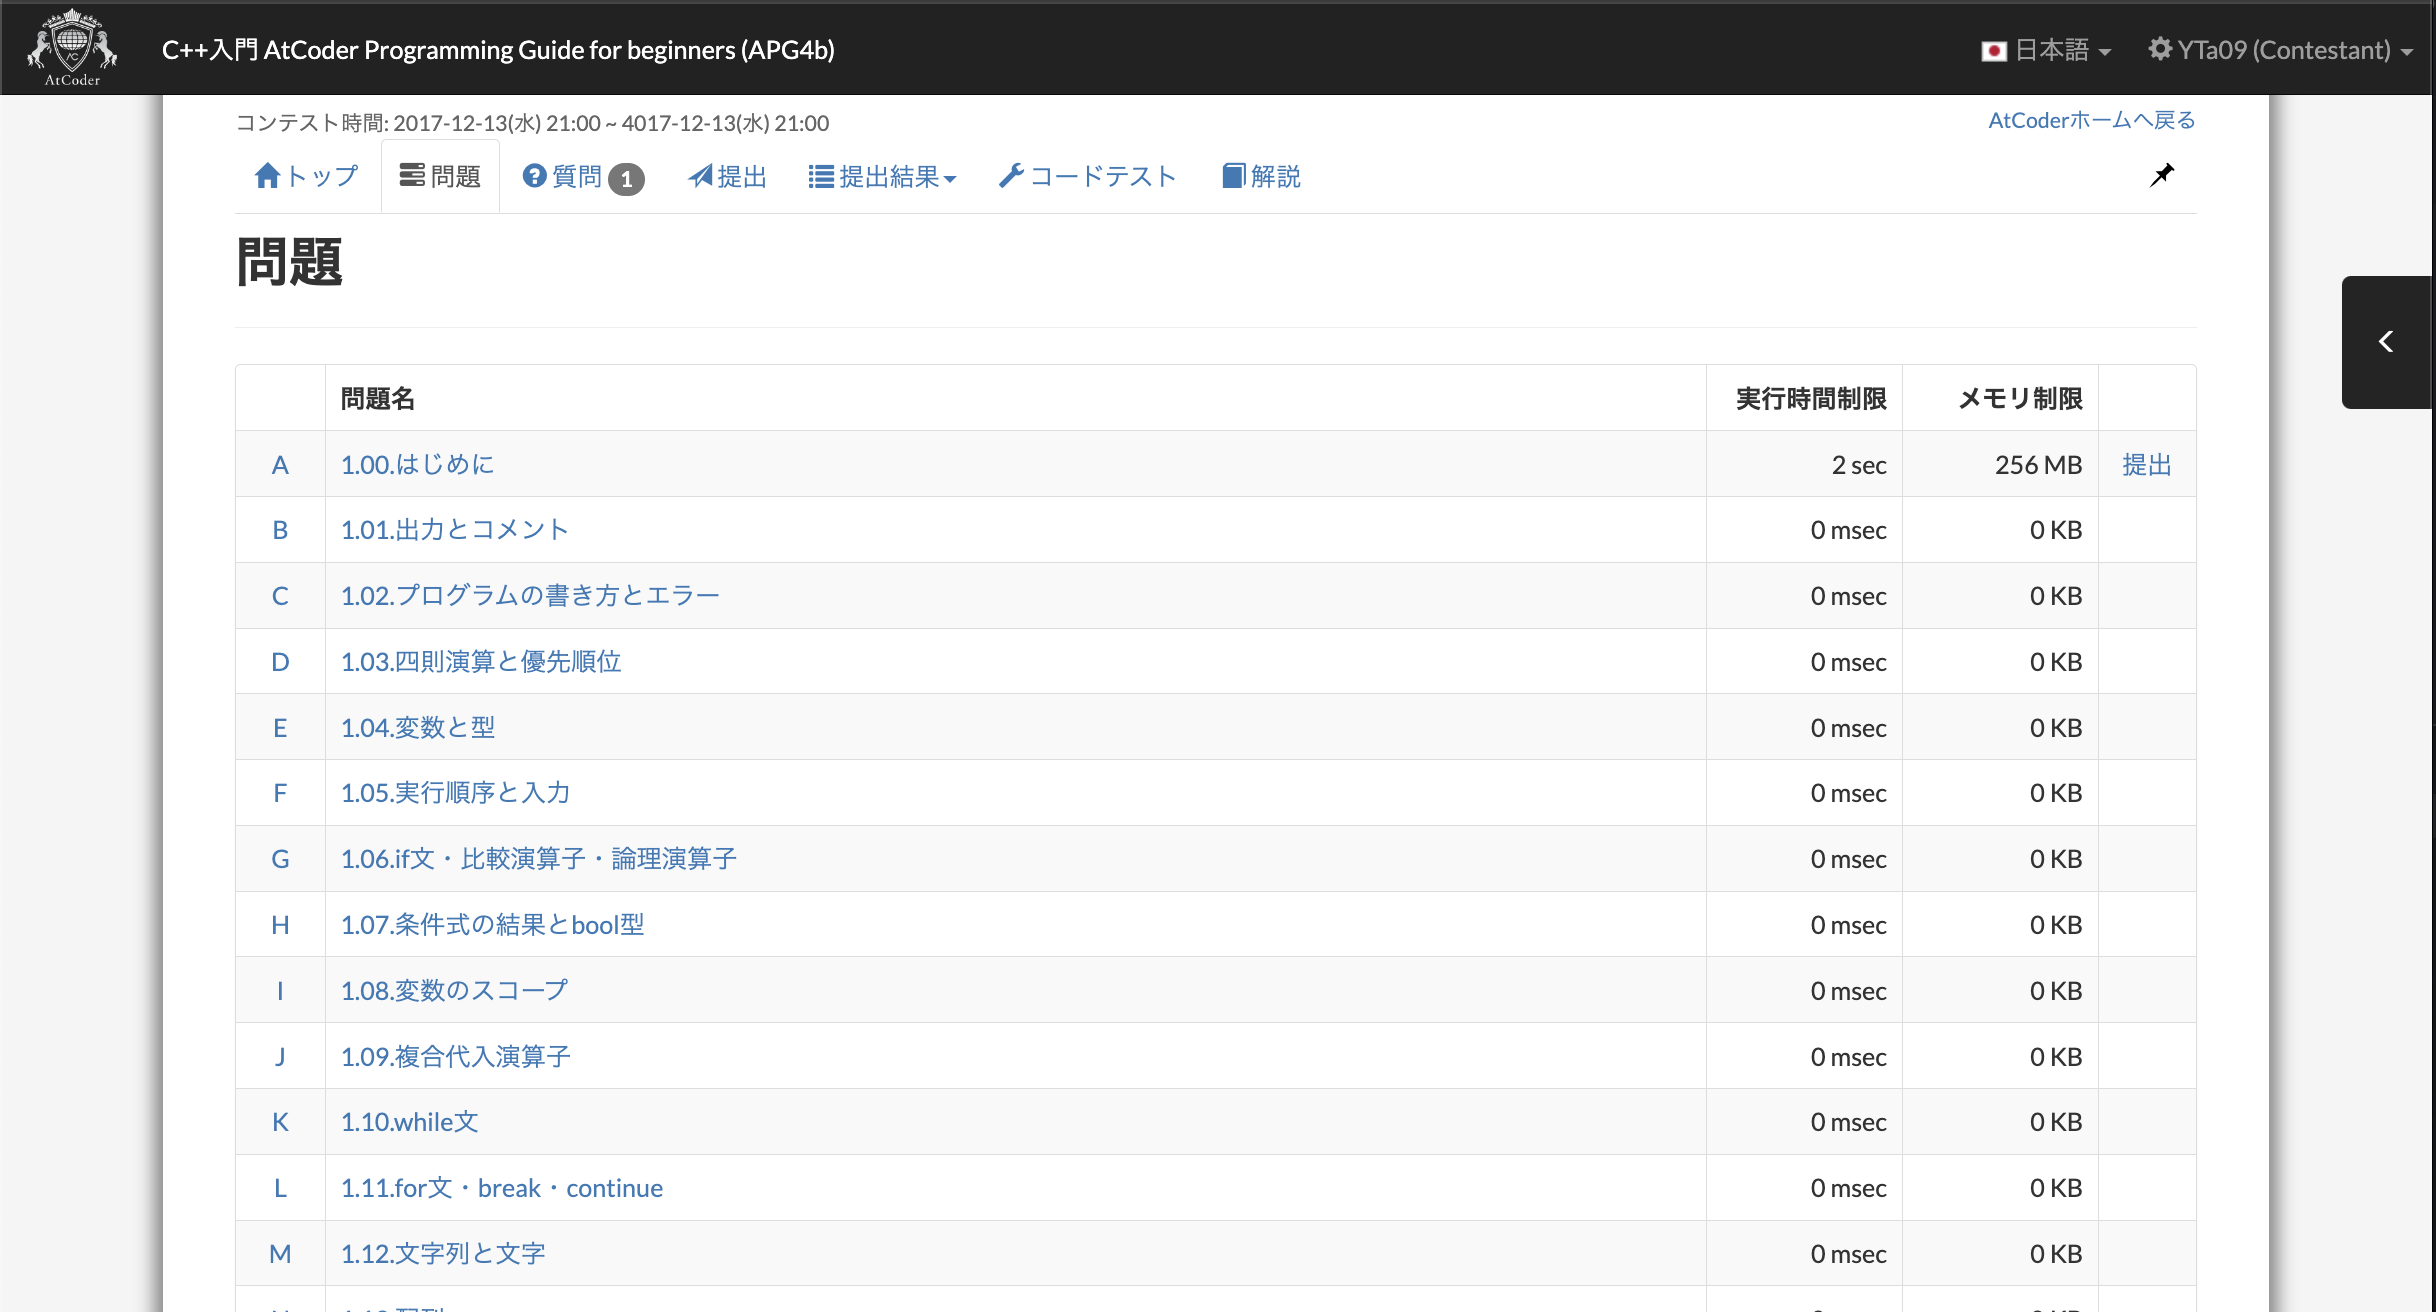 C++入門 AtCoder Programming Guide for beginners (APG4b)
日本語
YTa09 (Contestant)
AtCoder
コンテスト時間: 2017-12-13(水) 21:00 ~ 4017-12-13(水) 21:00
AtCoderホームへ戻る
トップ 問題 質問 1 提出 提出結果 コードテスト 解説
問題
問題名 実行時間制限 メモリ制限
A 1.00.はじめに 2 sec 256 MB 提出
B 1.01.出力とコメント 0 msec 0 KB
C 1.02.プログラムの書き方とエラー 0 msec 0 KB
D 1.03.四則演算と優先順位 0 msec 0 KB
E 1.04.変数と型 0 msec 0 KB
F 1.05.実行順序と入力 0 msec 0 KB
G 1.06.if文・比較演算子・論理演算子 0 msec 0 KB
H 1.07.条件式の結果とbool型 0 msec 0 KB
I 1.08.変数のスコープ 0 msec 0 KB
J 1.09.複合代入演算子 0 msec 0 KB
K 1.10.while文 0 msec 0 KB
L 1.11.for文・break・continue 0 msec 0 KB
M 1.12.文字列と文字 0 msec 0 KB